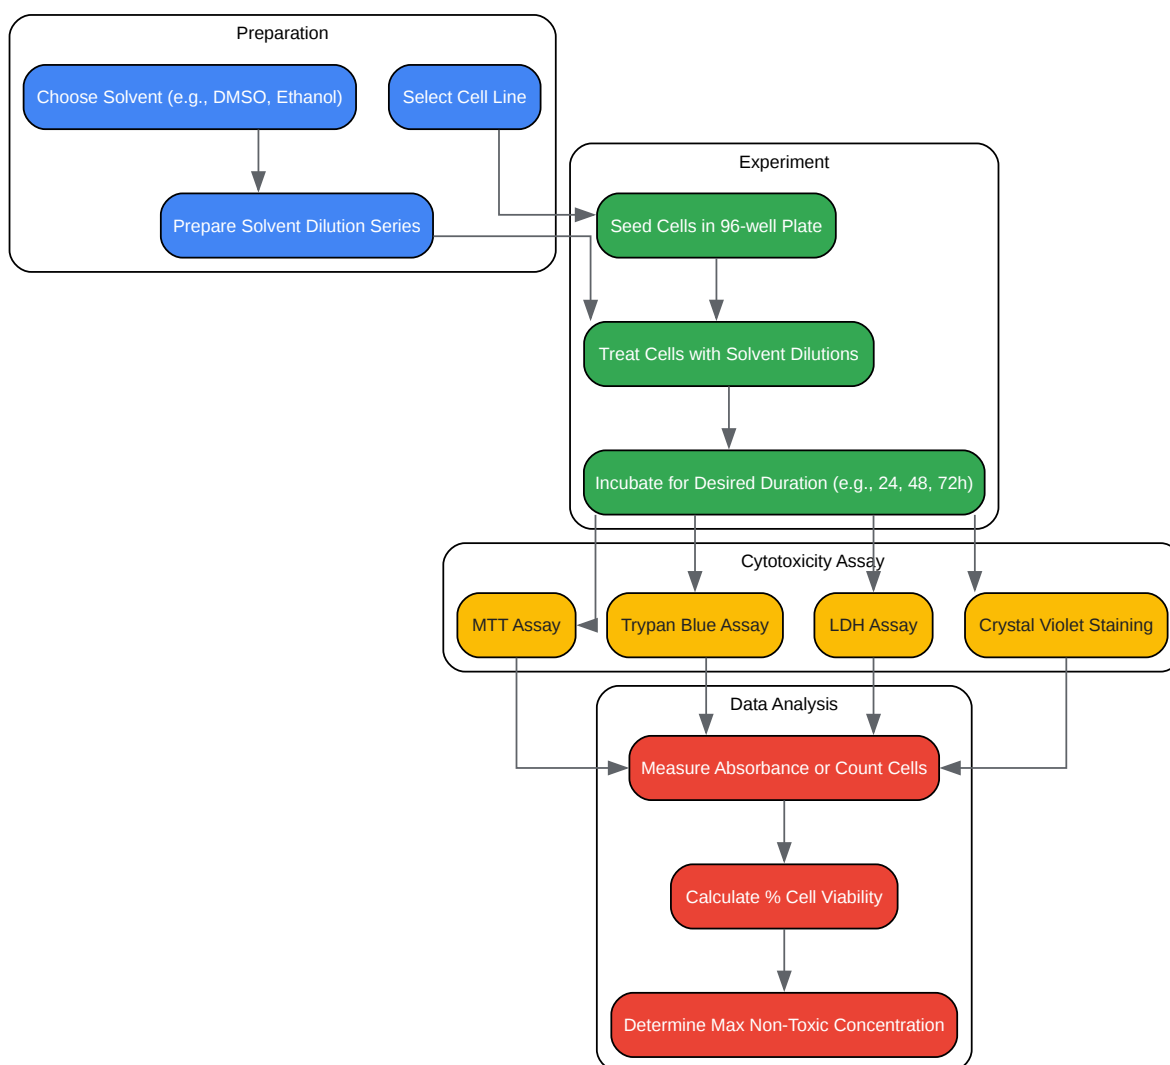 Preparation
Choose Solvent (e.g., DMSO, Ethanol)
Select Cell Line
Prepare Solvent Dilution Series
Experiment
Seed Cells in 96-well Plate
Treat Cells with Solvent Dilutions
Incubate for Desired Duration (e.g., 24, 48, 72h)
Cytotoxicity Assay
MTT Assay
Trypan Blue Assay
LDH Assay
Crystal Violet Staining
Data Analysis
Measure Absorbance or Count Cells
Calculate % Cell Viability
Determine Max Non-Toxic Concentration